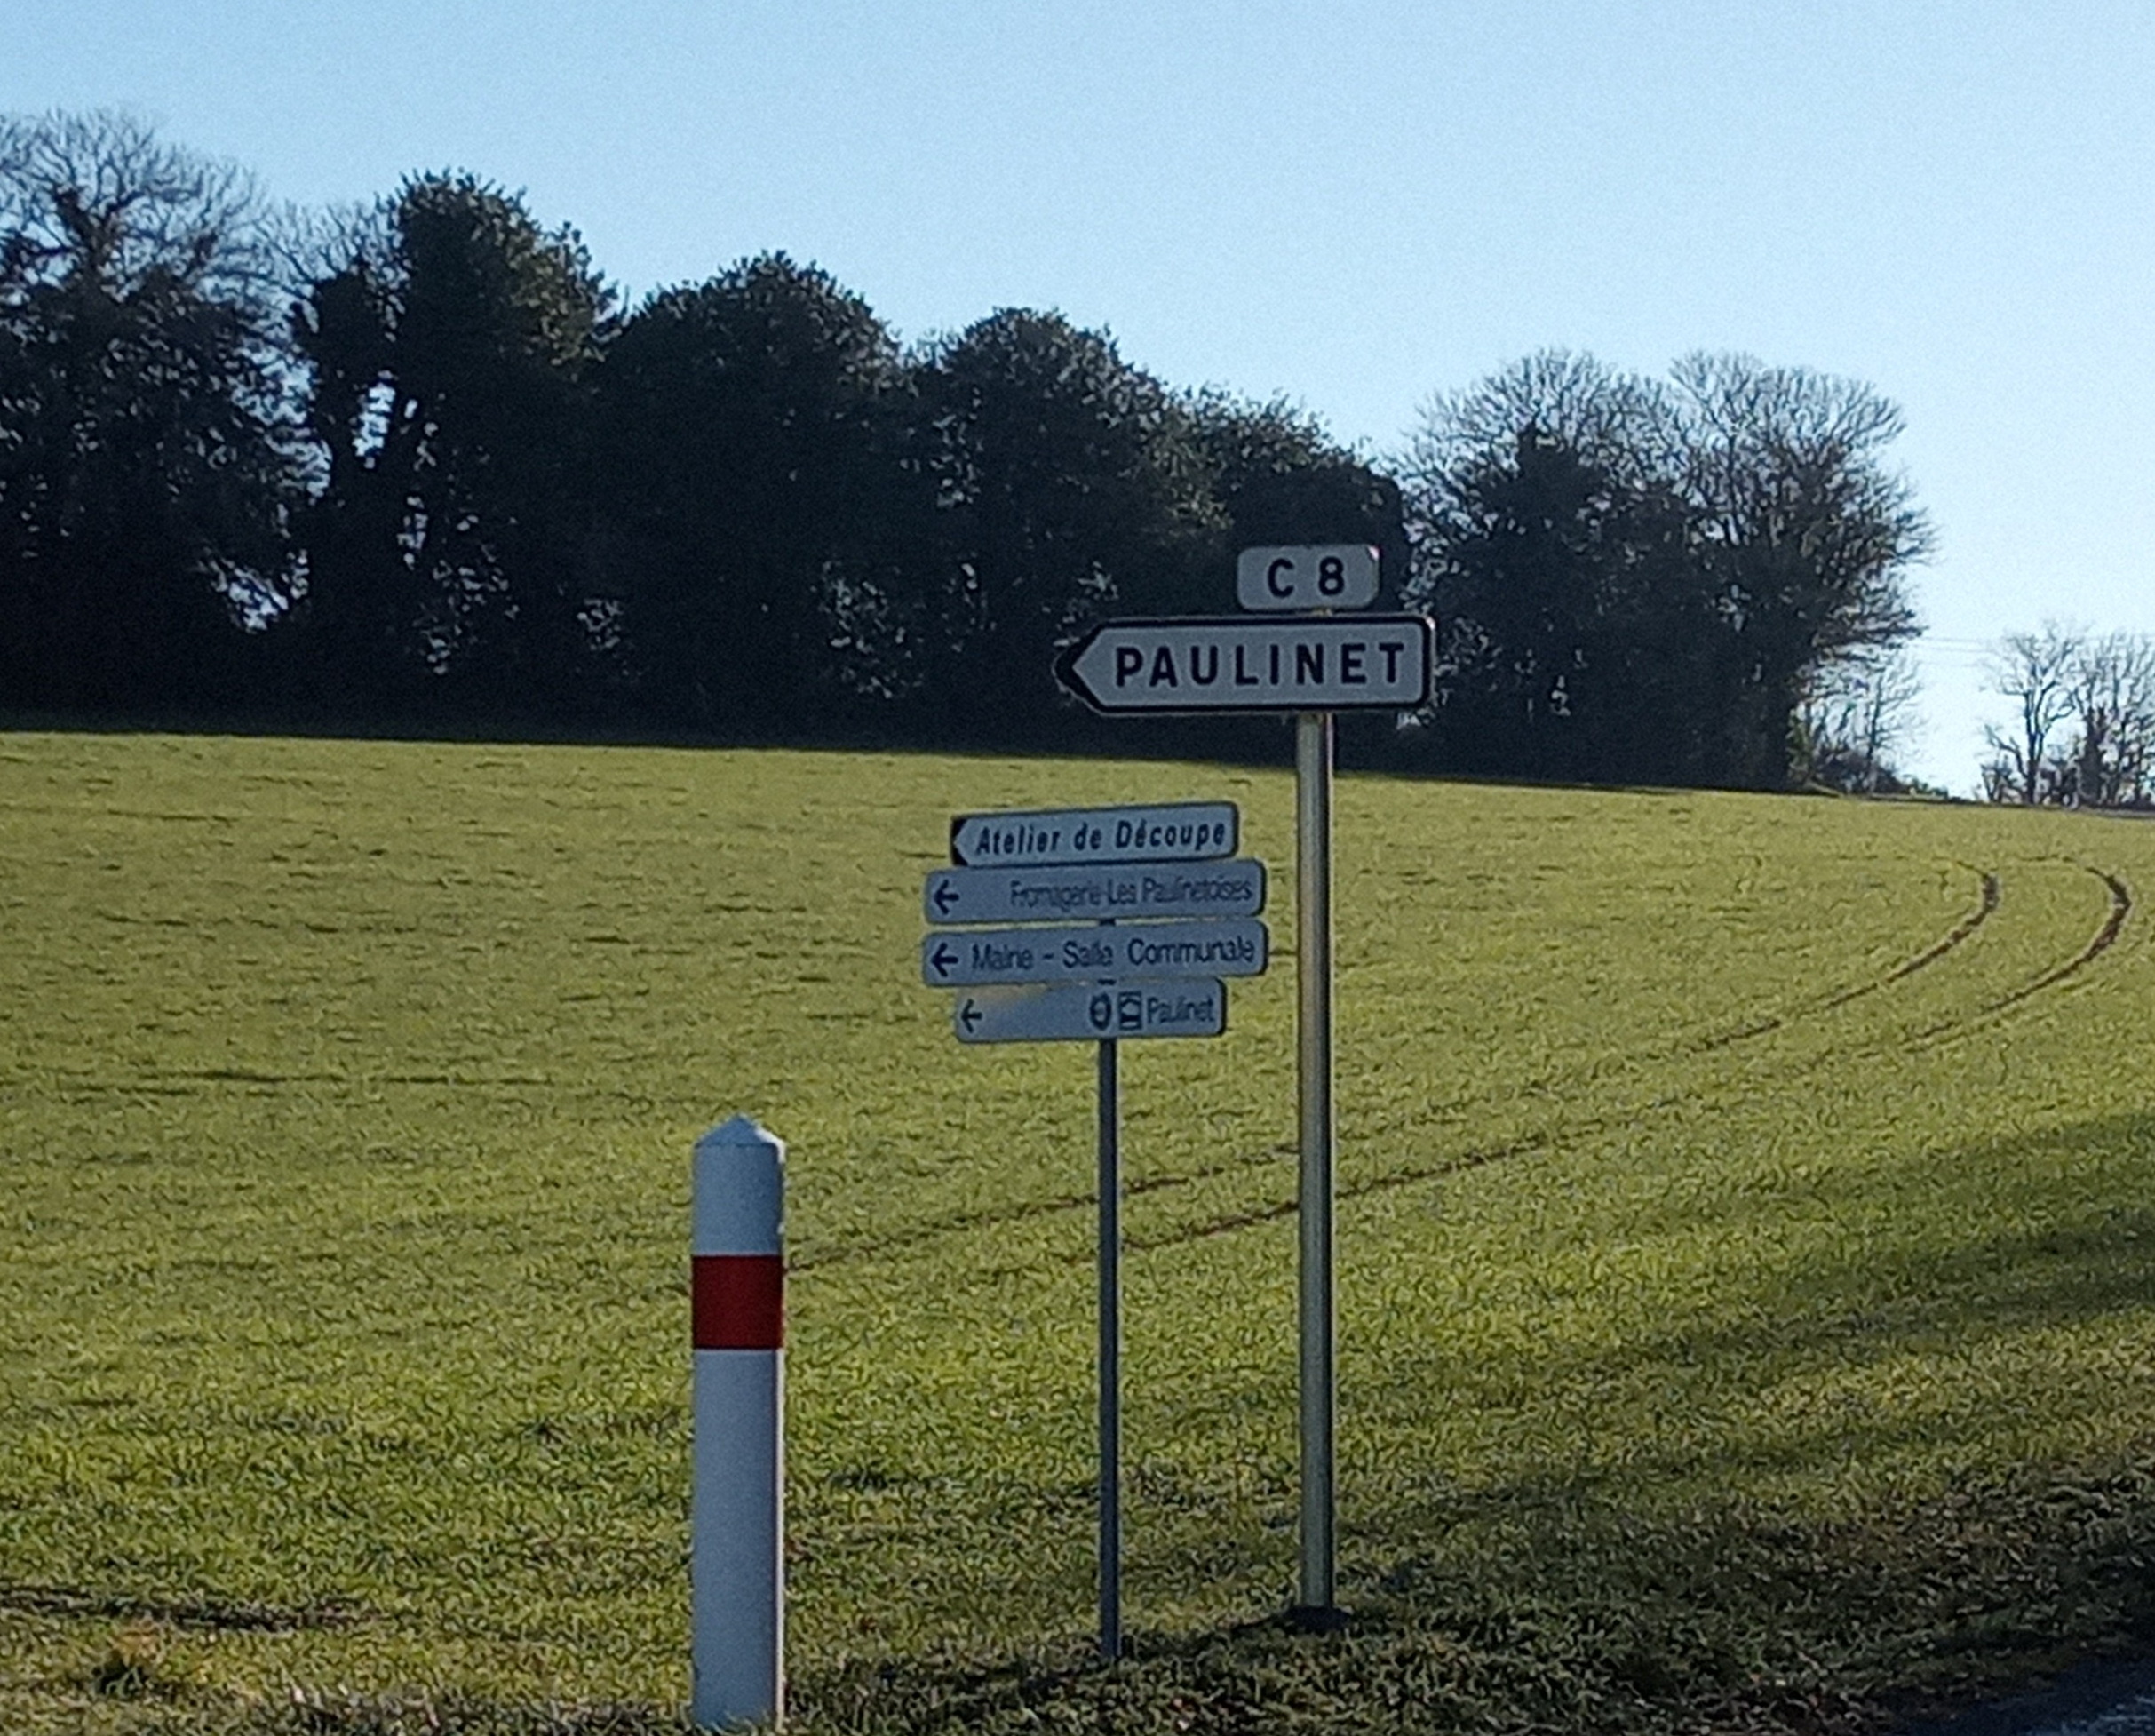 C 8
PAULINET
Atelier de Découpe
Fromagerie Les Paulinetoises
Mairie - Salle Communale
Paulinet